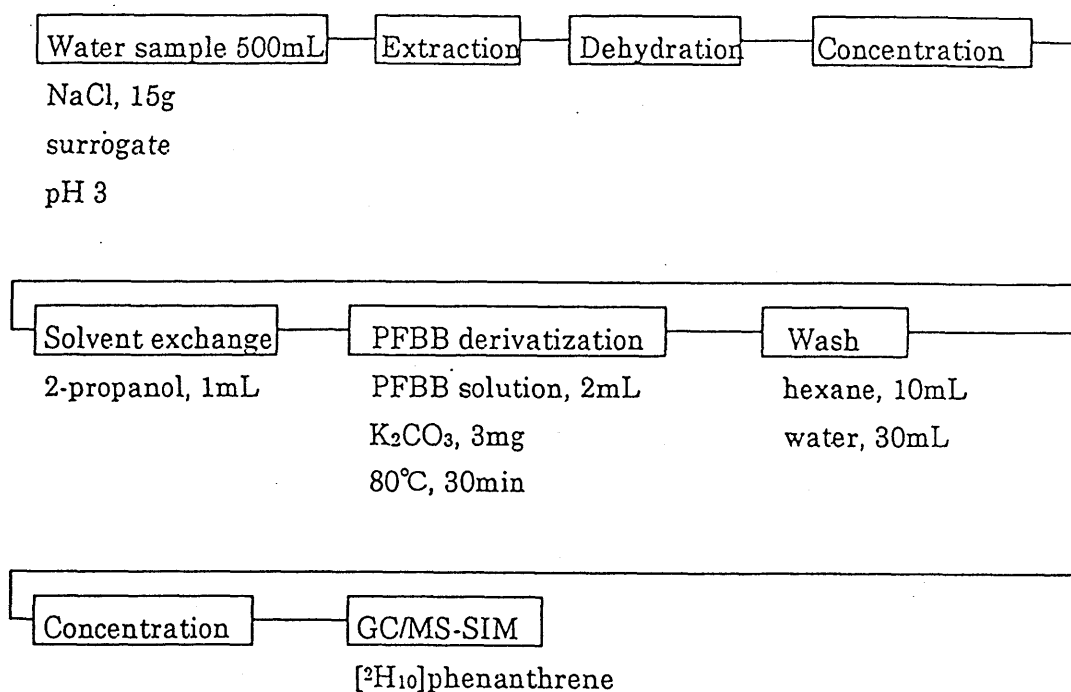 Water sample 500mL Extraction Dehydration Concentration
NaCl, 15g
surrogate
pH 3
Solvent exchange PFBB derivatization Wash
2-propanol, 1mL PFBB solution, 2mL hexane, 10mL
K₂CO₃, 3mg water, 30mL
80℃, 30min
Concentration GC/MS-SIM
[²H₁₀]phenanthrene